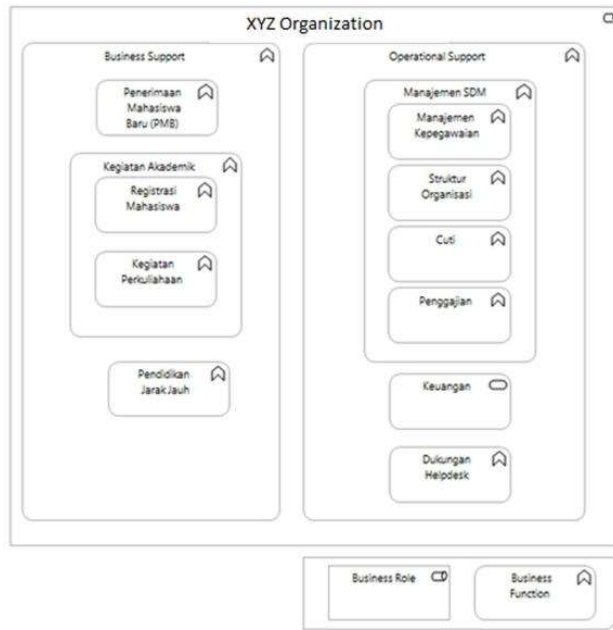 XYZ Organization
Business Support
Penerimaan
Mahasiswa
Baru (PMB)
Kegiatan Akademik
Registrasi
Mahasiswa
Kegiatan
Perkuliahaan
Pendidikan
Jarak Jauh
Operational Support
Manajemen SDM
Manajemen
Kepegawaian
Struktur
Organisasi
Cuti
Penggajian
Keuangan
Dukungan
Helpdesk
Business Role
Business
Function